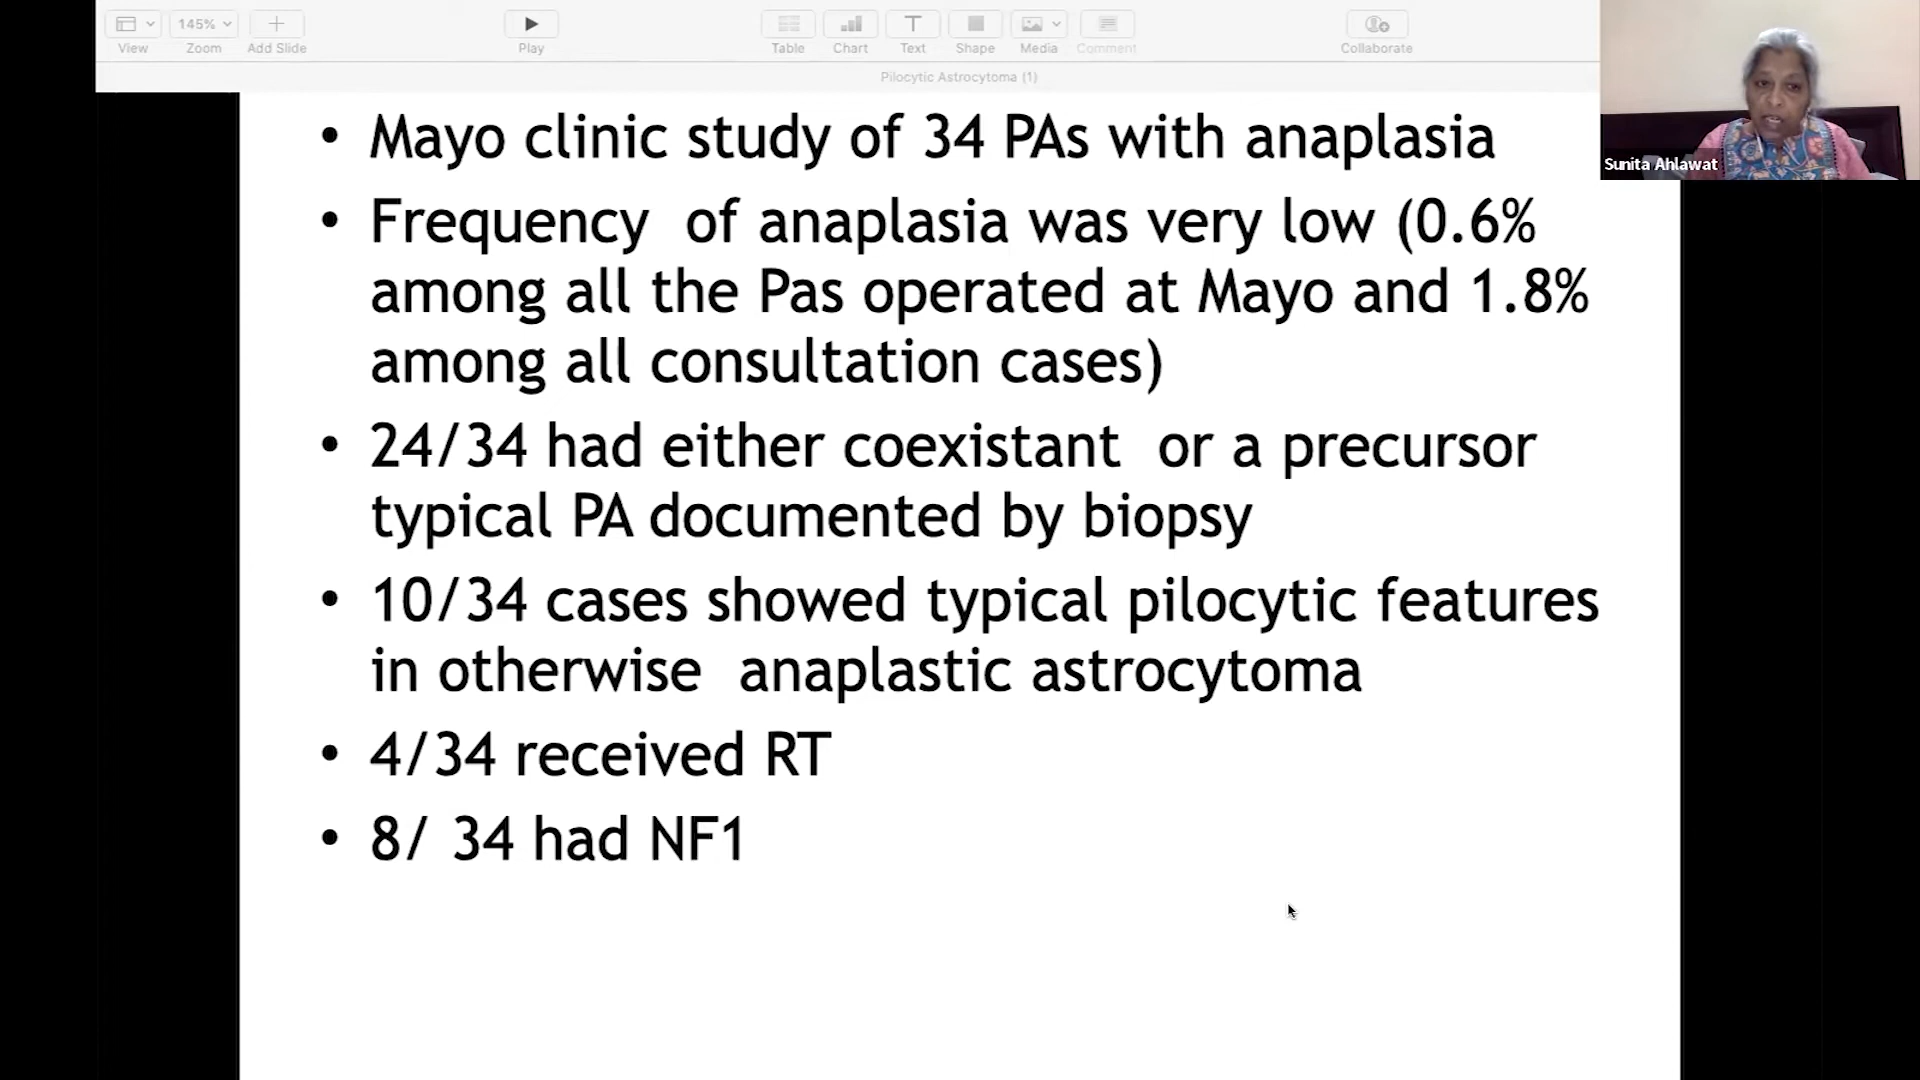 145%
View
Zoom
Add Slide
Play
Table
Chart
Text
Shape
Media
Comment
Collaborate
Pilocytic Astrocytoma (1)
T
Sunita Ahlawat
• Mayo clinic study of 34 PAs with anaplasia
• Frequency of anaplasia was very low (0.6%
among all the Pas operated at Mayo and 1.8%
among all consultation cases)
• 24/34 had either coexistant or a precursor
typical PA documented by biopsy
• 10/34 cases showed typical pilocytic features
in otherwise anaplastic astrocytoma
• 4/34 received RT
• 8/ 34 had NF1